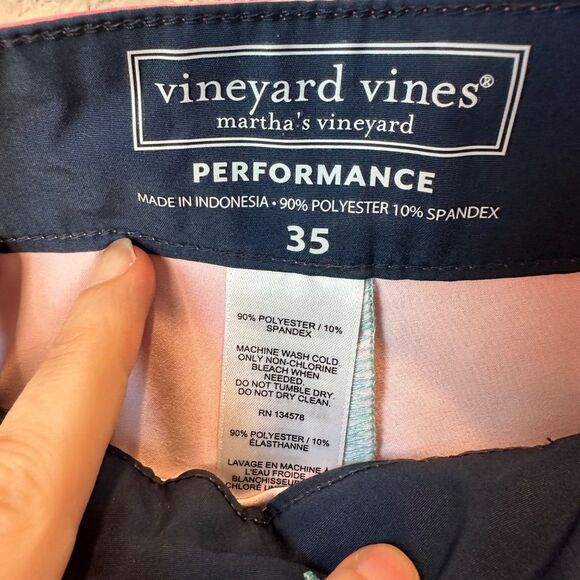 vineyard vines®
martha's vineyard
PERFORMANCE
MADE IN INDONESIA • 90% POLYESTER 10% SPANDEX
35
90% POLYESTER / 10%
SPANDEX
MACHINE WASH COLD.
ONLY NON-CHLORINE
BLEACH WHEN
NEEDED.
DO NOT TUMBLE DRY.
DO NOT DRY CLEAN.
RN 134578
90% POLYESTER / 10%
ÉLASTHANNE
LAVAGE EN MACHINE À
L'EAU FROIDE
CHLORÉ